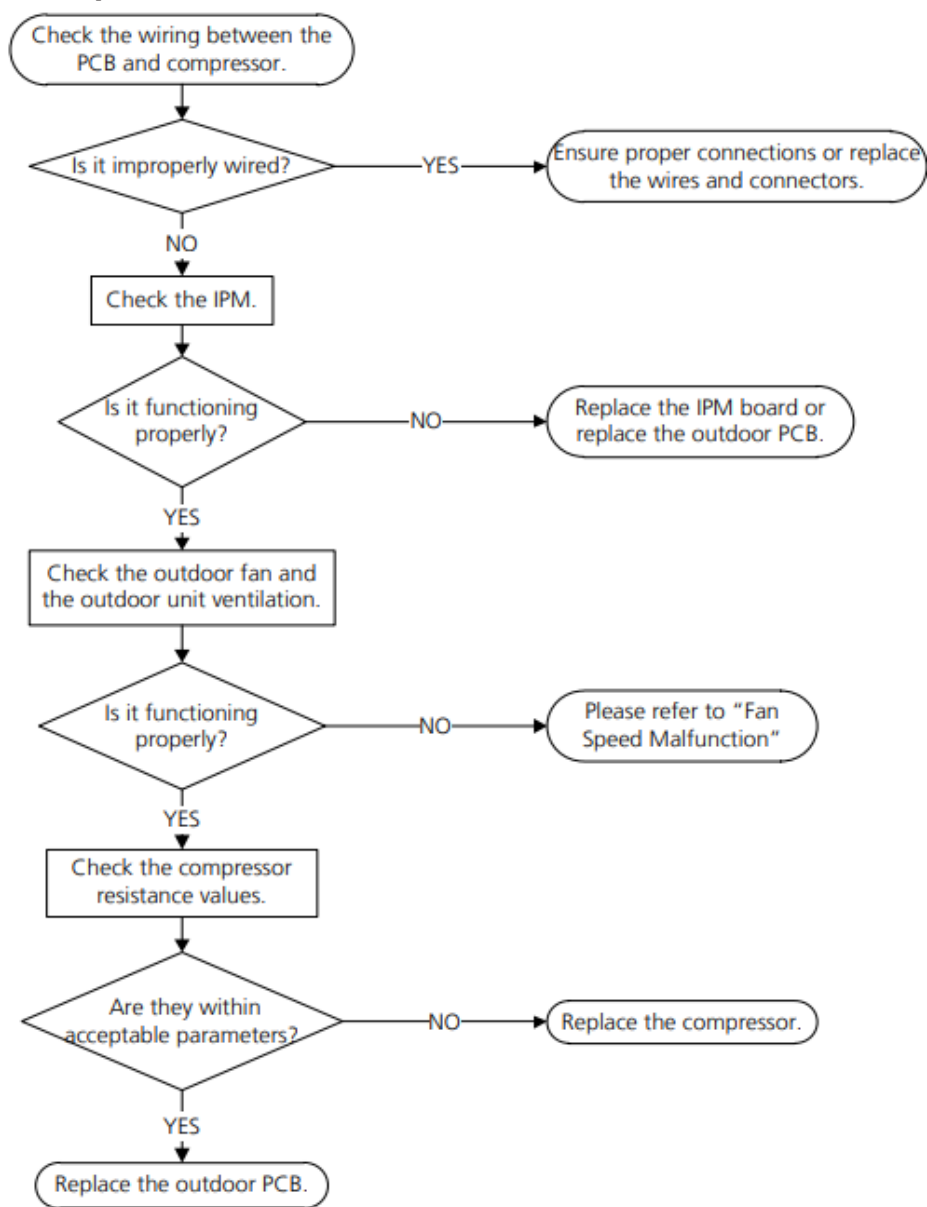 Check the wiring between the
PCB and compressor.
Is it improperly wired?
YES
Ensure proper connections or replace
the wires and connectors.
NO
Check the IPM.
Is it functioning
properly?
NO
Replace the IPM board or
replace the outdoor PCB.
YES
Check the outdoor fan and
the outdoor unit ventilation.
Is it functioning
properly?
NO
Please refer to “Fan
Speed Malfunction”
YES
Check the compressor
resistance values.
Are they within
acceptable parameters?
NO
Replace the compressor.
YES
Replace the outdoor PCB.